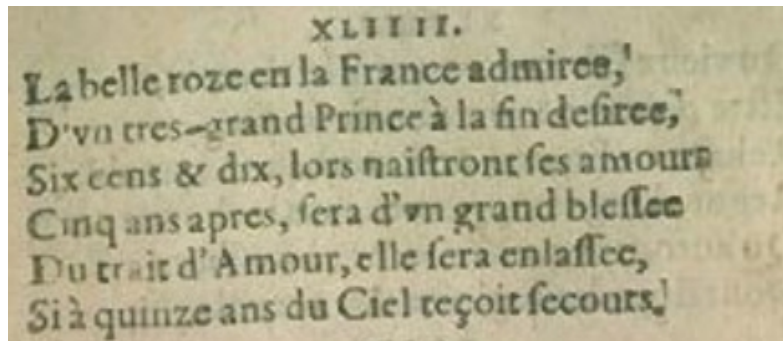 XLIIII.
La belle roze en la France admiree,
D'vn tres-grand Prince à la fin desiree,
Six cens & dix, lors naiſtront ſes amours
Cinq ans apres, ſera d'vn grand bleſſee
Du trait d'Amour, elle ſera enlaſſee,
Si à quinze ans du Ciel reçoit ſecours.